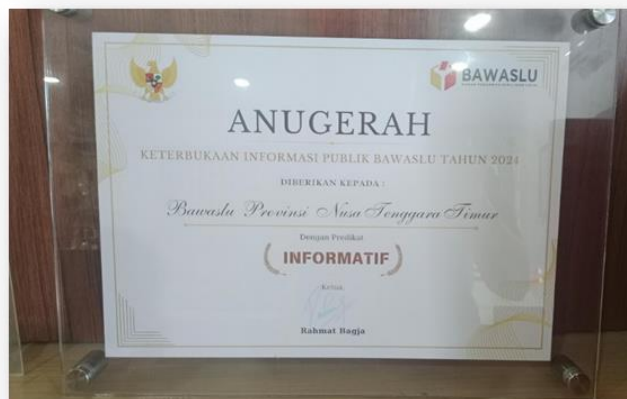 BAWASLU
ANUGERAH
KETERBUKAAN INFORMASI PUBLIK BAWASLU TAHUN 2024
DIBERIKAN KEPADA :
Bawaslu Provinsi Nusa Tenggara Timur
Dengan Predikat
INFORMATIF
Ketua
Rahmat Bagja